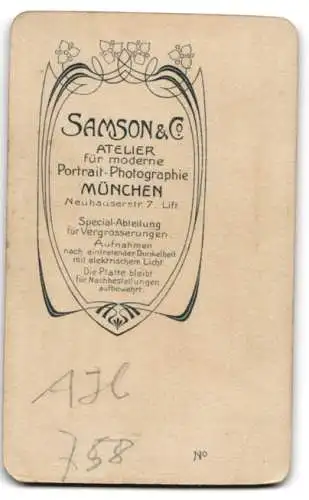 SAMSON & Co
ATELIER
für moderne
Portrait-Photographie
MÜNCHEN
Neuhauserstr. 7. Lift.
Special-Abteilung
für Vergrösserungen.
Aufnahmen
nach eintretender Dunkelheit
mit elektrischem Licht
Die Platte bleibt
für Nachbestellungen
aufbewahrt.
758
No